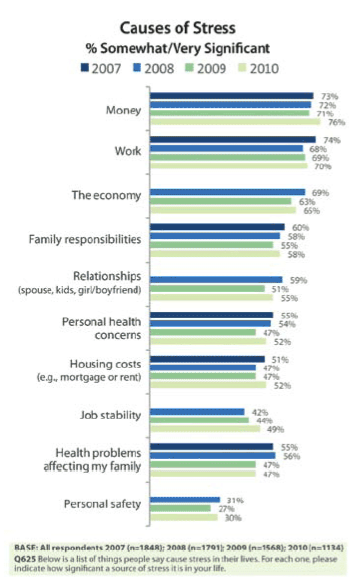 Causes of Stress
% Somewhat/Very Significant
2007 2008 2009 2010
Money
73%
72%
71%
76%
Work
74%
68%
69%
70%
The economy
69%
63%
65%
Family responsibilities
60%
58%
55%
58%
Relationships
(spouse, kids, girl/boyfriend)
59%
51%
55%
Personal health
concerns
55%
54%
47%
52%
Housing costs
(e.g., mortgage or rent)
51%
47%
47%
52%
Job stability
42%
44%
49%
Health problems
affecting my family
55%
56%
47%
47%
Personal safety
31%
27%
30%
BASE: All respondents 2007 (n=1848); 2008 (n=1791); 2009 (n=1568); 2010 (n=1134)
Q625 Below is a list of things people say cause stress in their lives. For each one, please
indicate how significant a source of stress it is in your life.